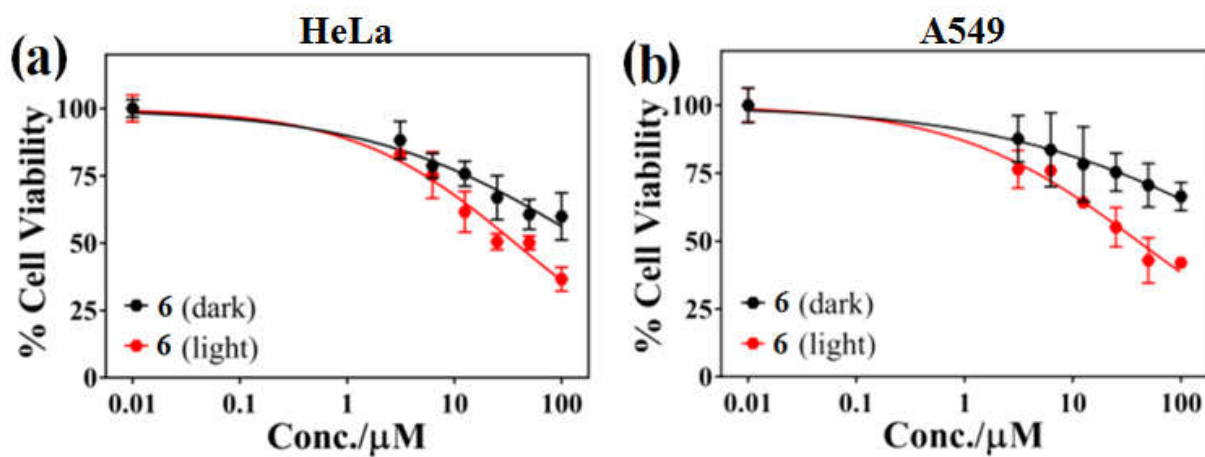 (a) HeLa
% Cell Viability
100
75
50
25
0
6 (dark)
6 (light)
0.01 0.1 1 10 100
Conc./μM
(b) A549
% Cell Viability
100
75
50
25
0
6 (dark)
6 (light)
0.01 0.1 1 10 100
Conc./μM